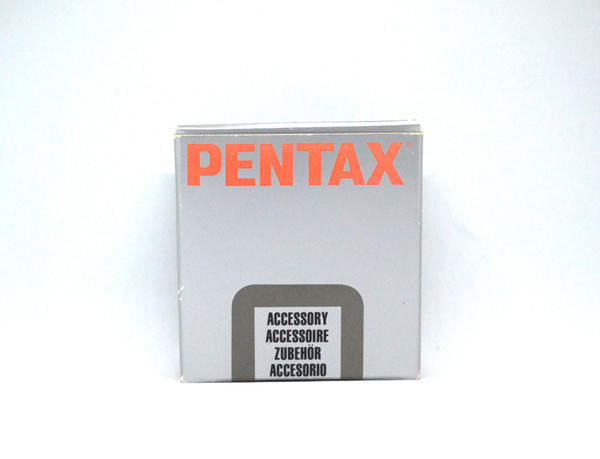 PENTAX
ACCESSORY
ACCESSOIRE
ZUBEHÖR
ACCESORIO